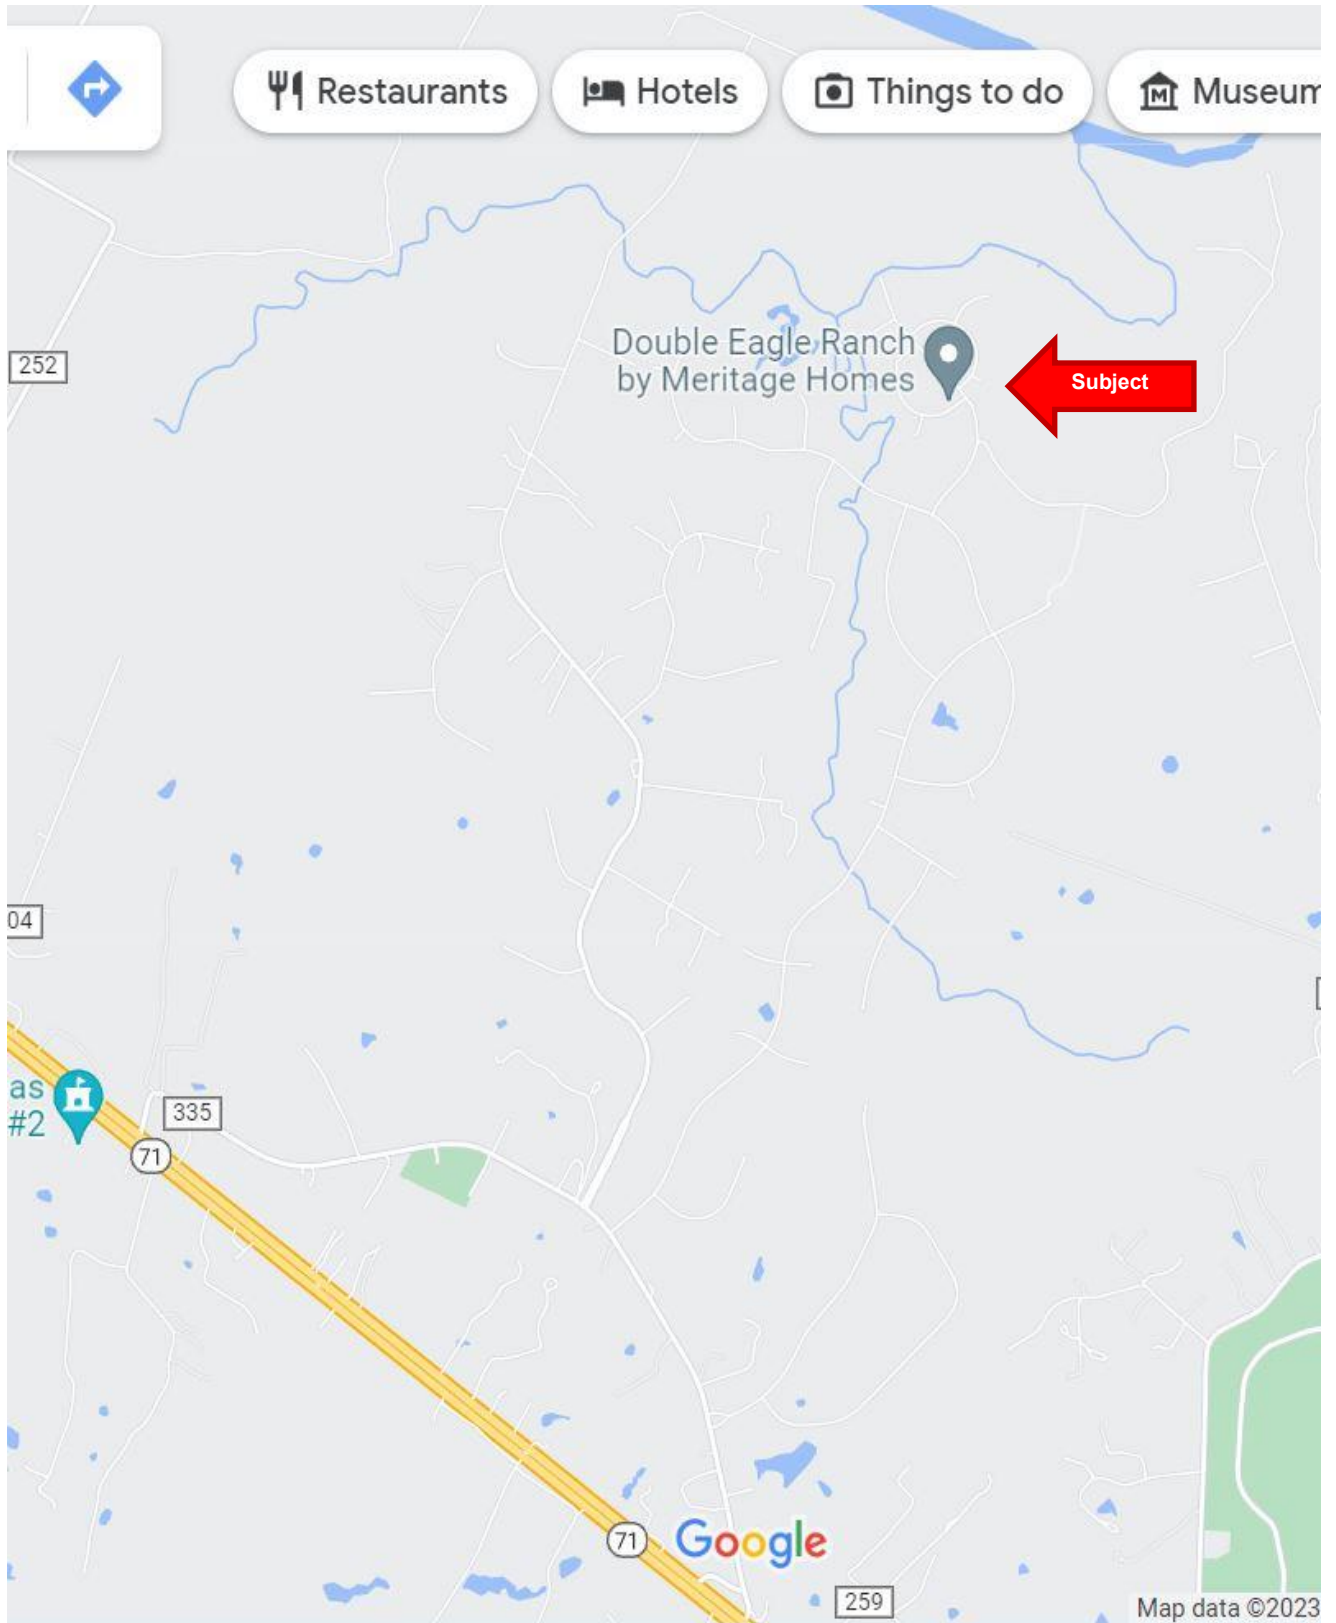 Restaurants
Hotels
Things to do
Museum
252
Double Eagle Ranch
by Meritage Homes
Subject
04
as
#2
335
71
71
Google
259
Map data ©2023